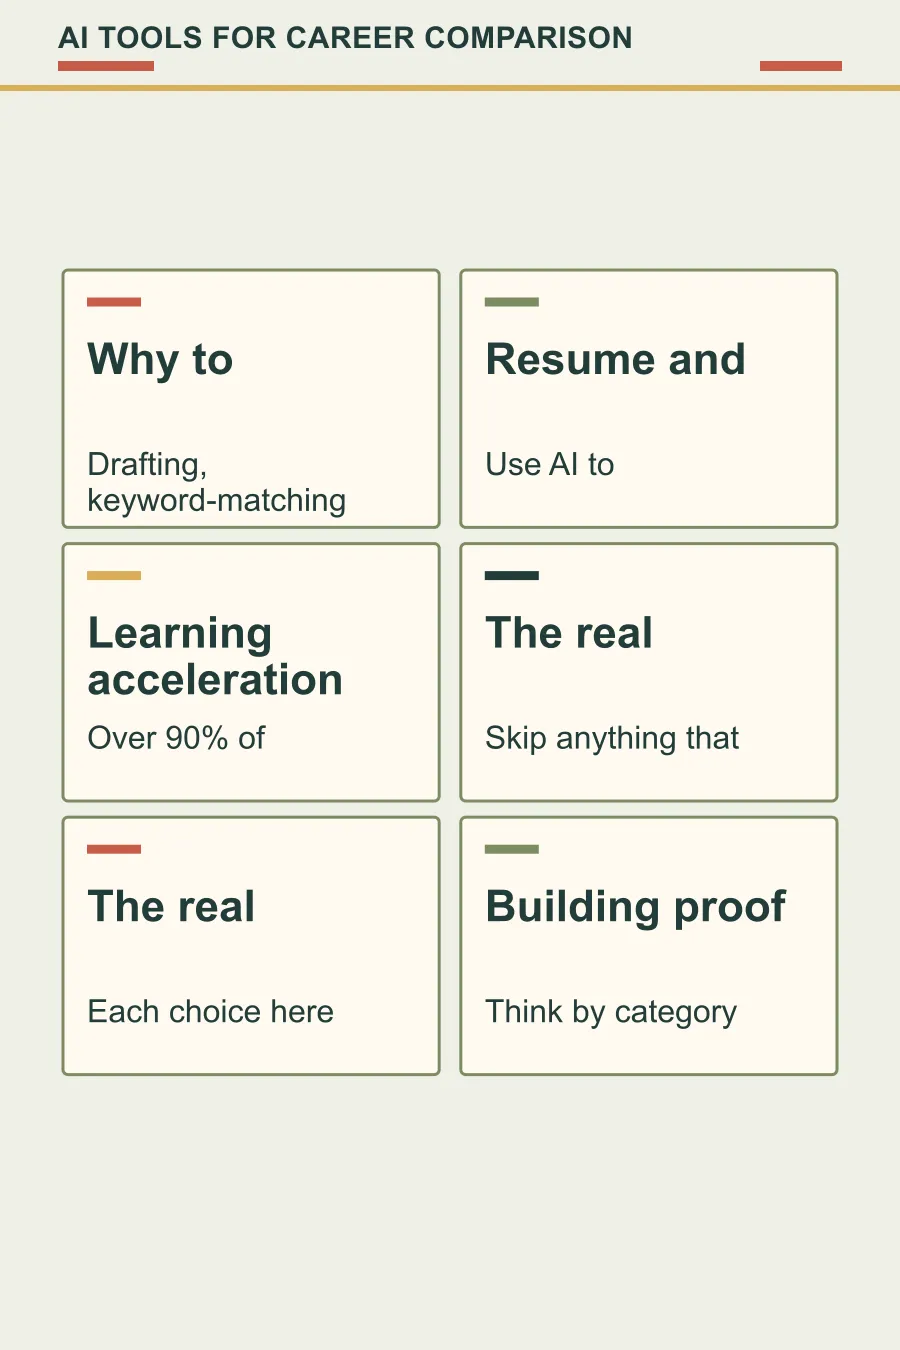 AI TOOLS FOR CAREER COMPARISON
Why to
Drafting,
keyword-matching
Resume and
Use AI to
Learning
acceleration
Over 90% of
The real
Skip anything that
The real
Each choice here
Building proof
Think by category